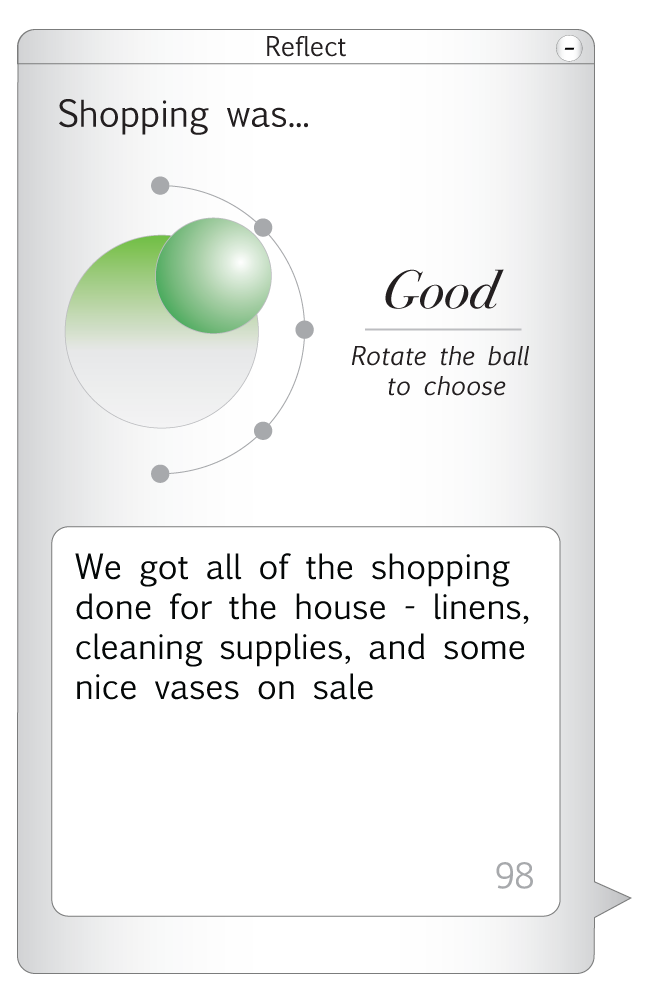 Reflect
-
Shopping was...
Good
Rotate the ball
to choose
We got all of the shopping
done for the house - linens,
cleaning supplies, and some
nice vases on sale
98